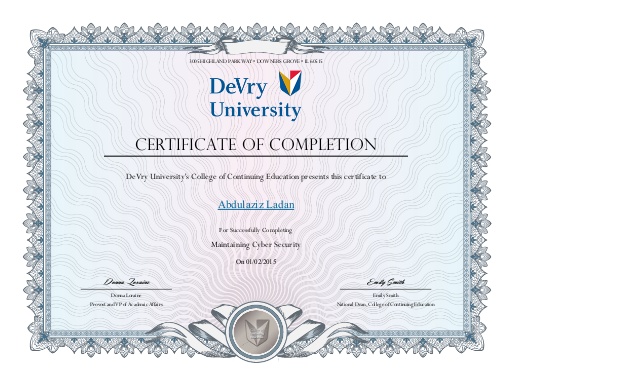 3005 HIGHLAND PARKWAY • DOWNERS GROVE • IL 60515
DeVry
University
CERTIFICATE OF COMPLETION
DeVry University's College of Continuing Education presents this certificate to
Abdulaziz Ladan
For Successfully Completing
Maintaining Cyber Security
On 01/02/2015
Donna Loraine
Emily Smith
Donna Loraine
Emily Smith
Provost and VP of Academic Affairs
National Dean, College of Continuing Education